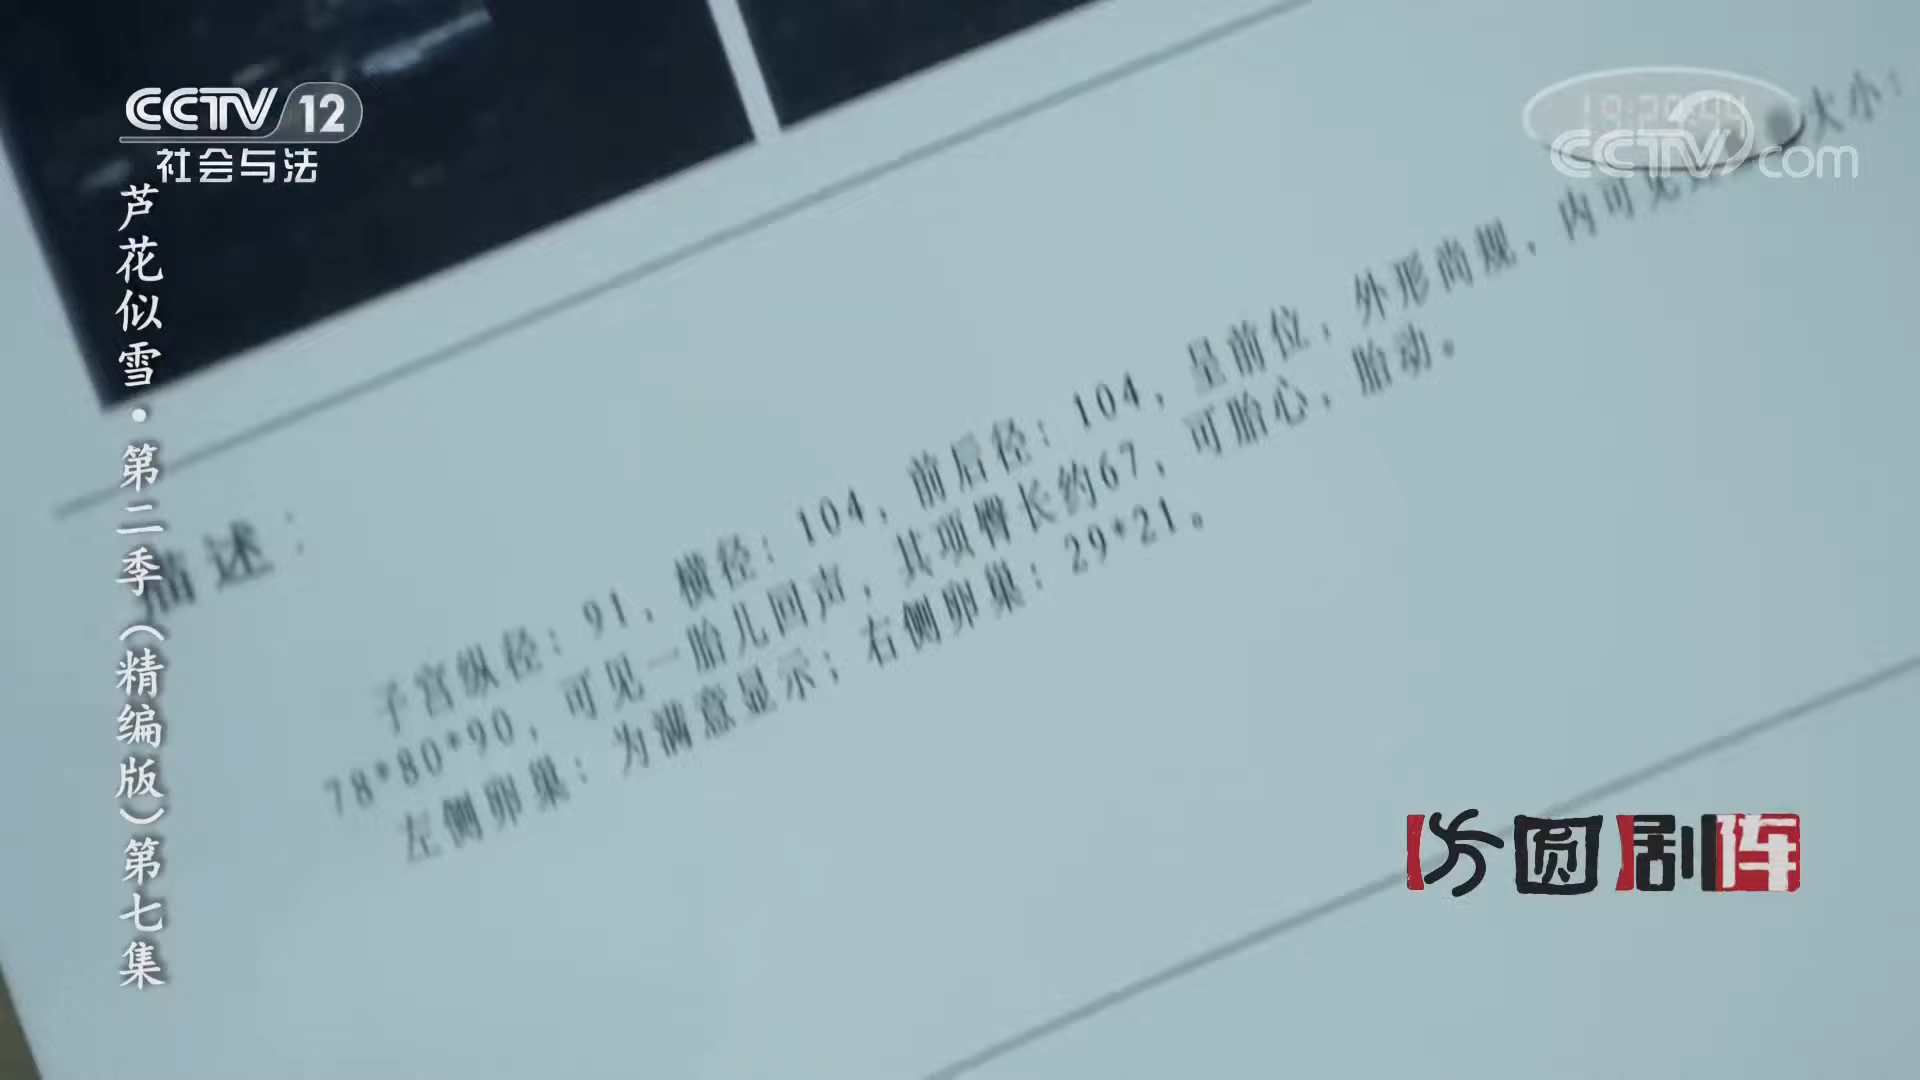 CCTV 12
社会与法
芦花似雪·第二季（精编版）第七集
CCTV com
描述：
子宫纵径：91，横径：104，前后径：104，呈前位，外形尚规，内可见 大小：
78*80*90，可见一胎儿回声，其项臀长约67，可胎心，胎动。
左侧卵巢：为满意显示；右侧卵巢：29*21。
方圆剧阵